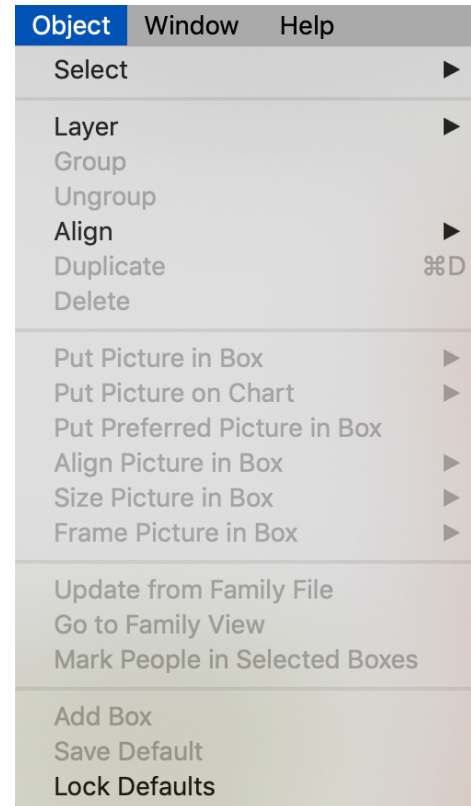 Object Window Help
Select ▶
Layer ▶
Group
Ungroup
Align ▶
Duplicate ⌘D
Delete
Put Picture in Box ▶
Put Picture on Chart ▶
Put Preferred Picture in Box
Align Picture in Box ▶
Size Picture in Box ▶
Frame Picture in Box ▶
Update from Family File
Go to Family View
Mark People in Selected Boxes
Add Box
Save Default
Lock Defaults